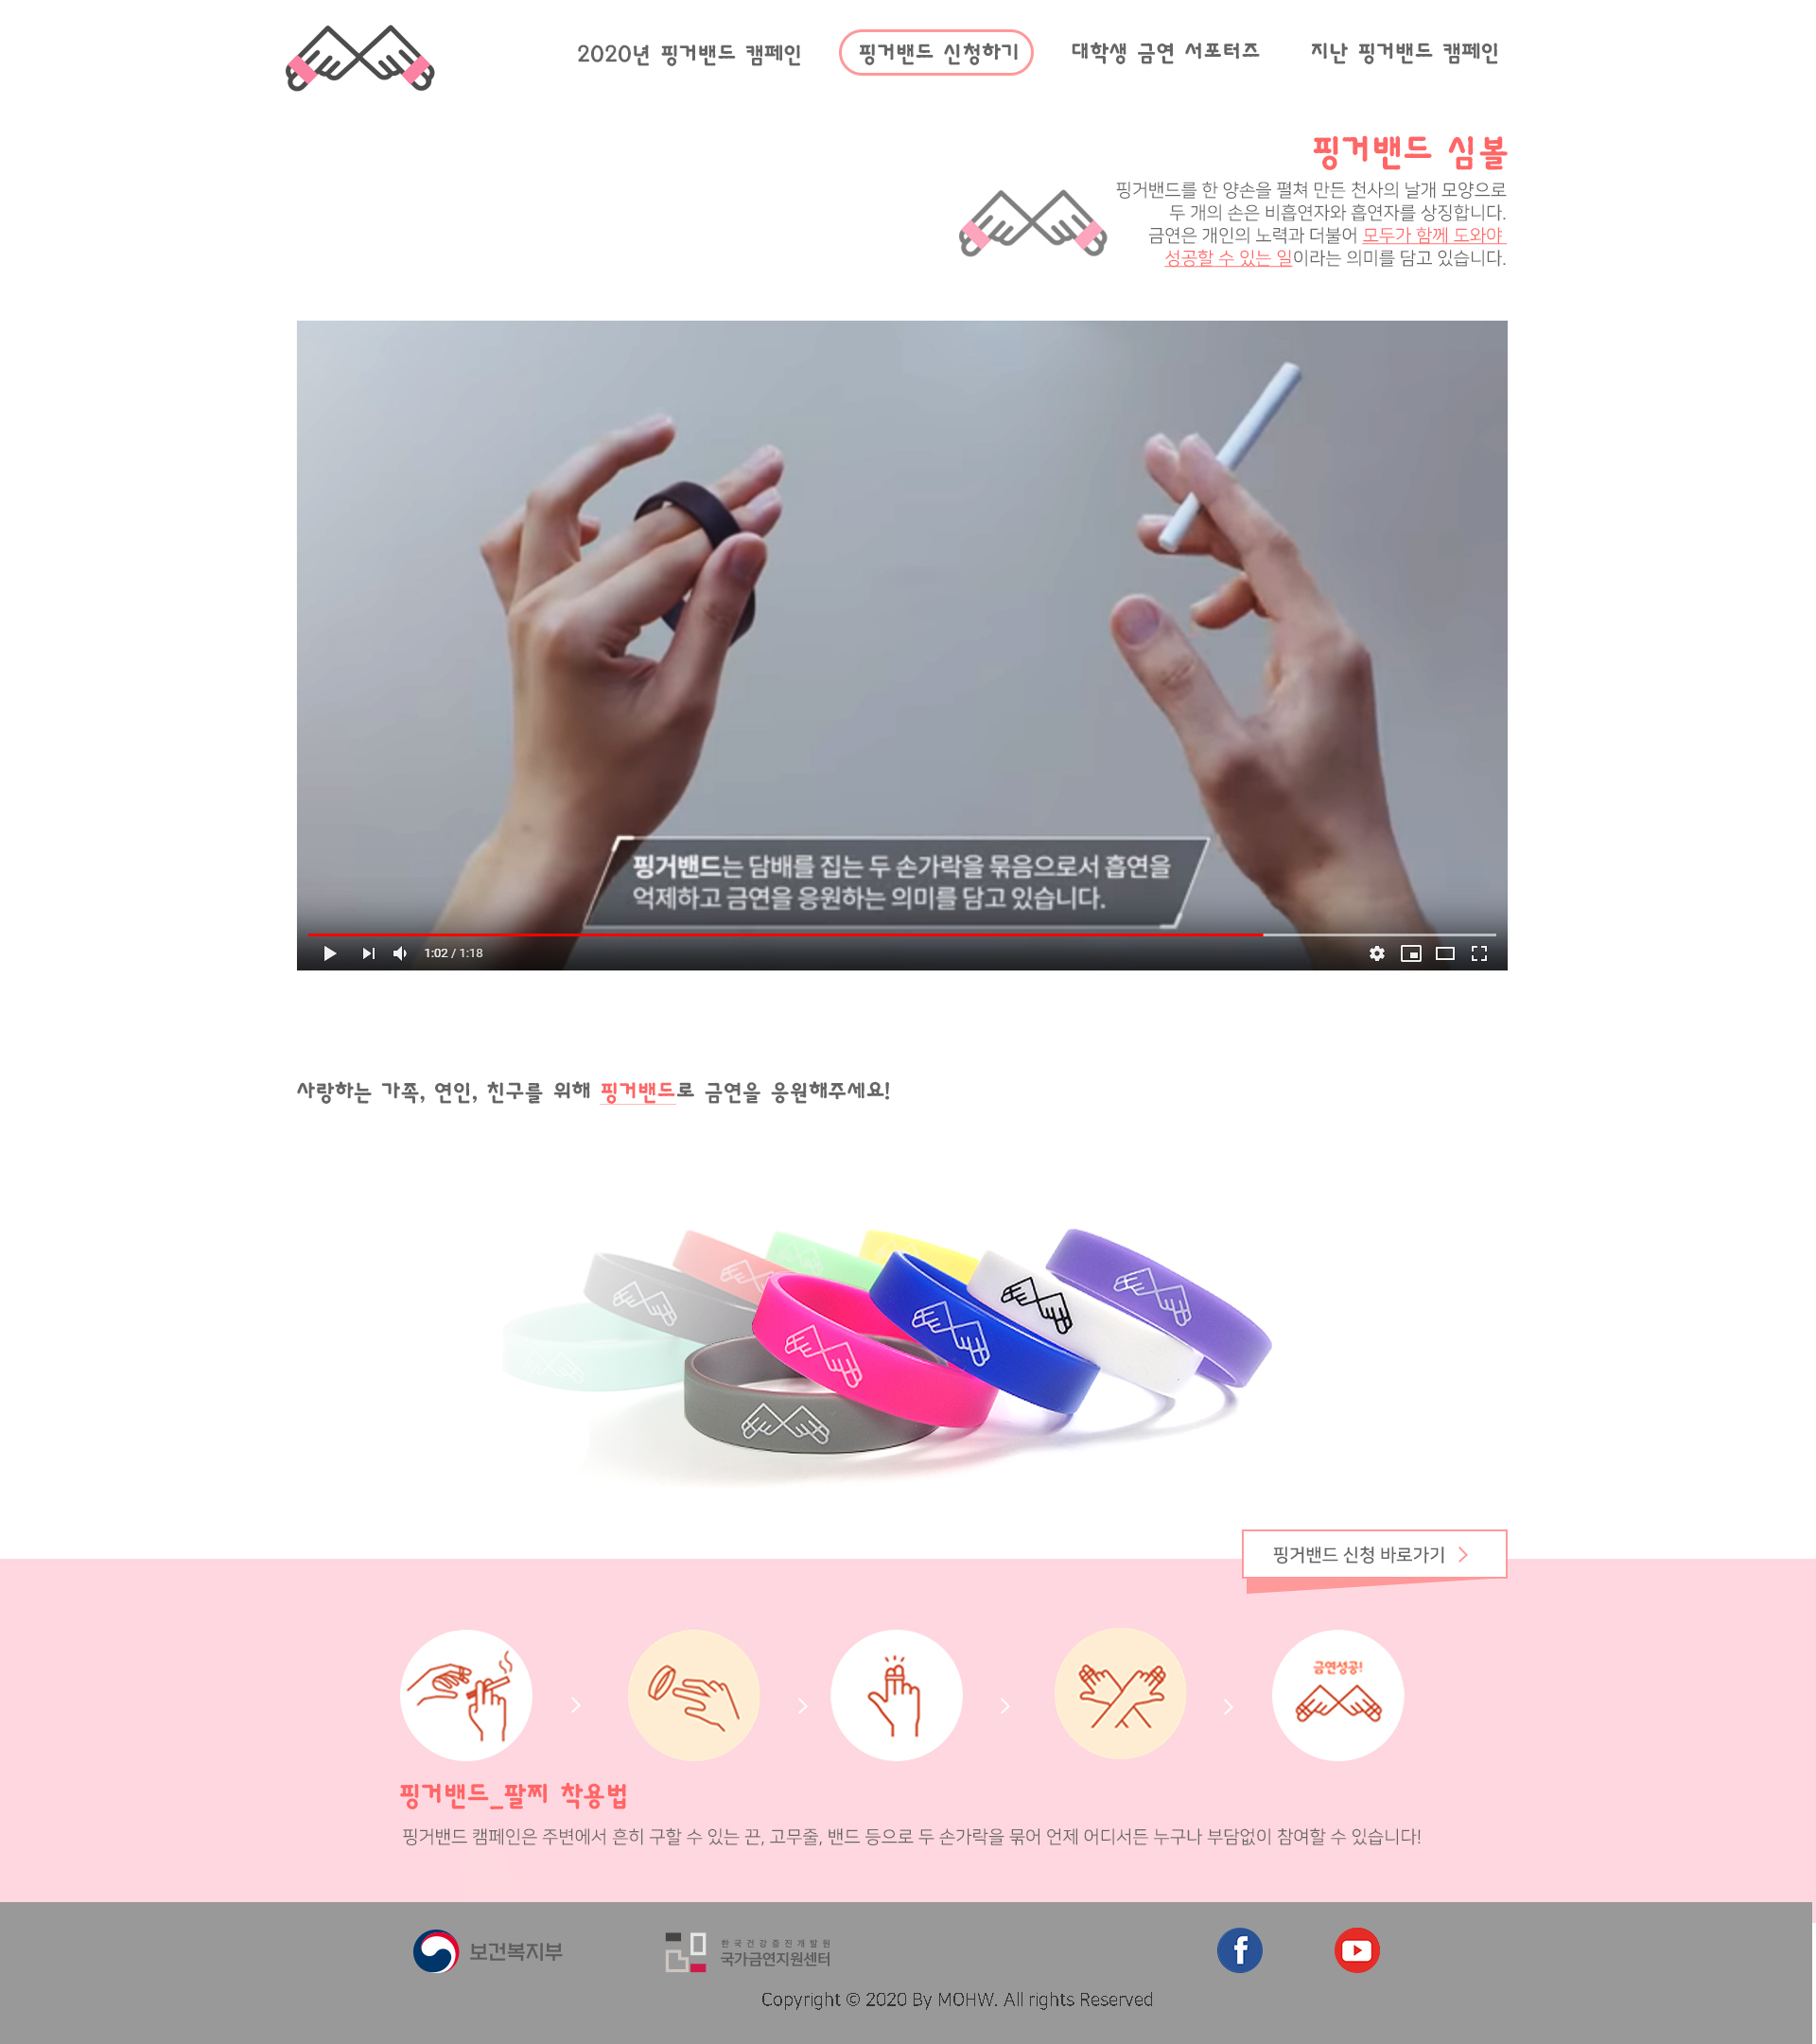 2020년 핑거밴드 캠페인
핑거밴드 신청하기
대학생 금연 서포터즈
지난 핑거밴드 캠페인
핑거밴드 심볼
핑거밴드를 한 양손을 펼쳐 만든 천사의 날개 모양으로
두 개의 손은 비흡연자와 흡연자를 상징합니다.
금연은 개인의 노력과 더불어 모두가 함께 도와야
성공할 수 있는 일이라는 의미를 담고 있습니다.
핑거밴드는 담배를 집는 두 손가락을 묶음으로서 흡연을
억제하고 금연을 응원하는 의미를 담고 있습니다.
1:02 / 1:18
사랑하는 가족, 연인, 친구를 위해 핑거밴드로 금연을 응원해주세요!
핑거밴드 신청 바로가기
금연성공!
핑거밴드_팔찌 착용법
핑거밴드 캠페인은 주변에서 흔히 구할 수 있는 끈, 고무줄, 밴드 등으로 두 손가락을 묶어 언제 어디서든 누구나 부담없이 참여할 수 있습니다!
보건복지부
한국건강증진개발원
국가금연지원센터
Copyright © 2020 By MOHW. All rights Reserved